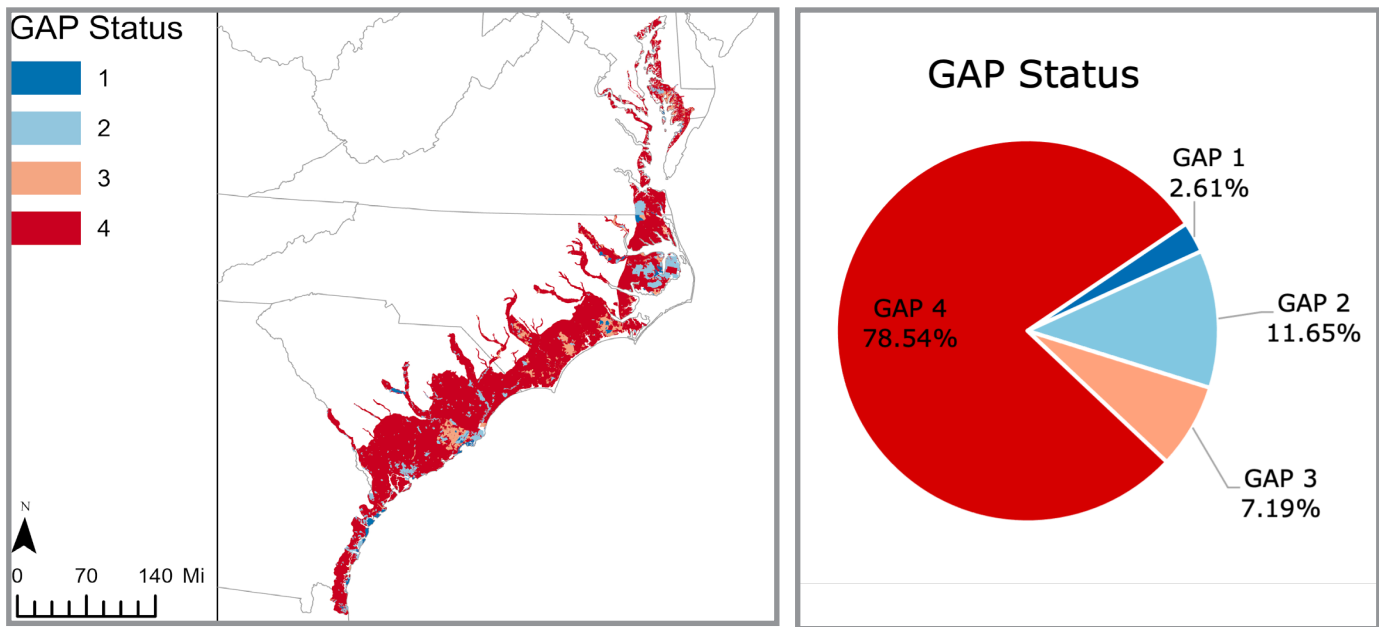 GAP Status
1
2
3
4
N
0 70 140 Mi
GAP Status
GAP 1
2.61%
GAP 2
11.65%
GAP 3
7.19%
GAP 4
78.54%